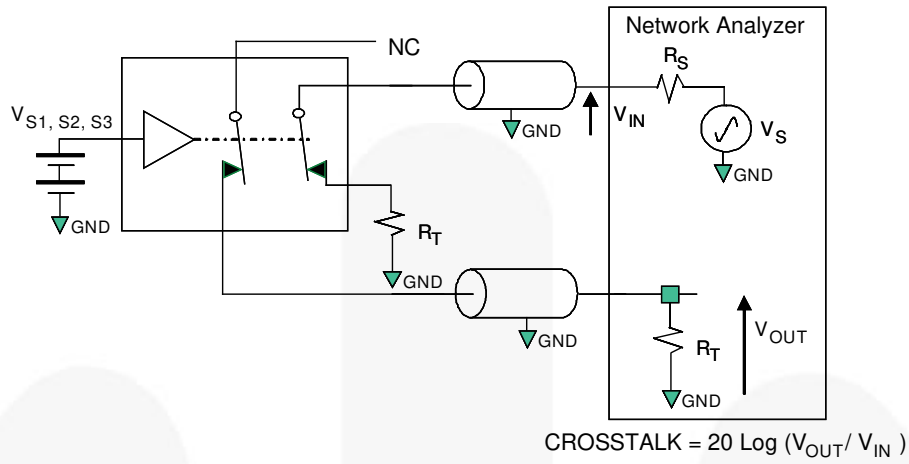 Network Analyzer
NC
R_S
V_S1, S2, S3
GND
V_IN
V_S
GND
GND
R_T
GND
GND
V_OUT
R_T
GND
GND
CROSSTALK = 20 Log (V_OUT / V_IN )